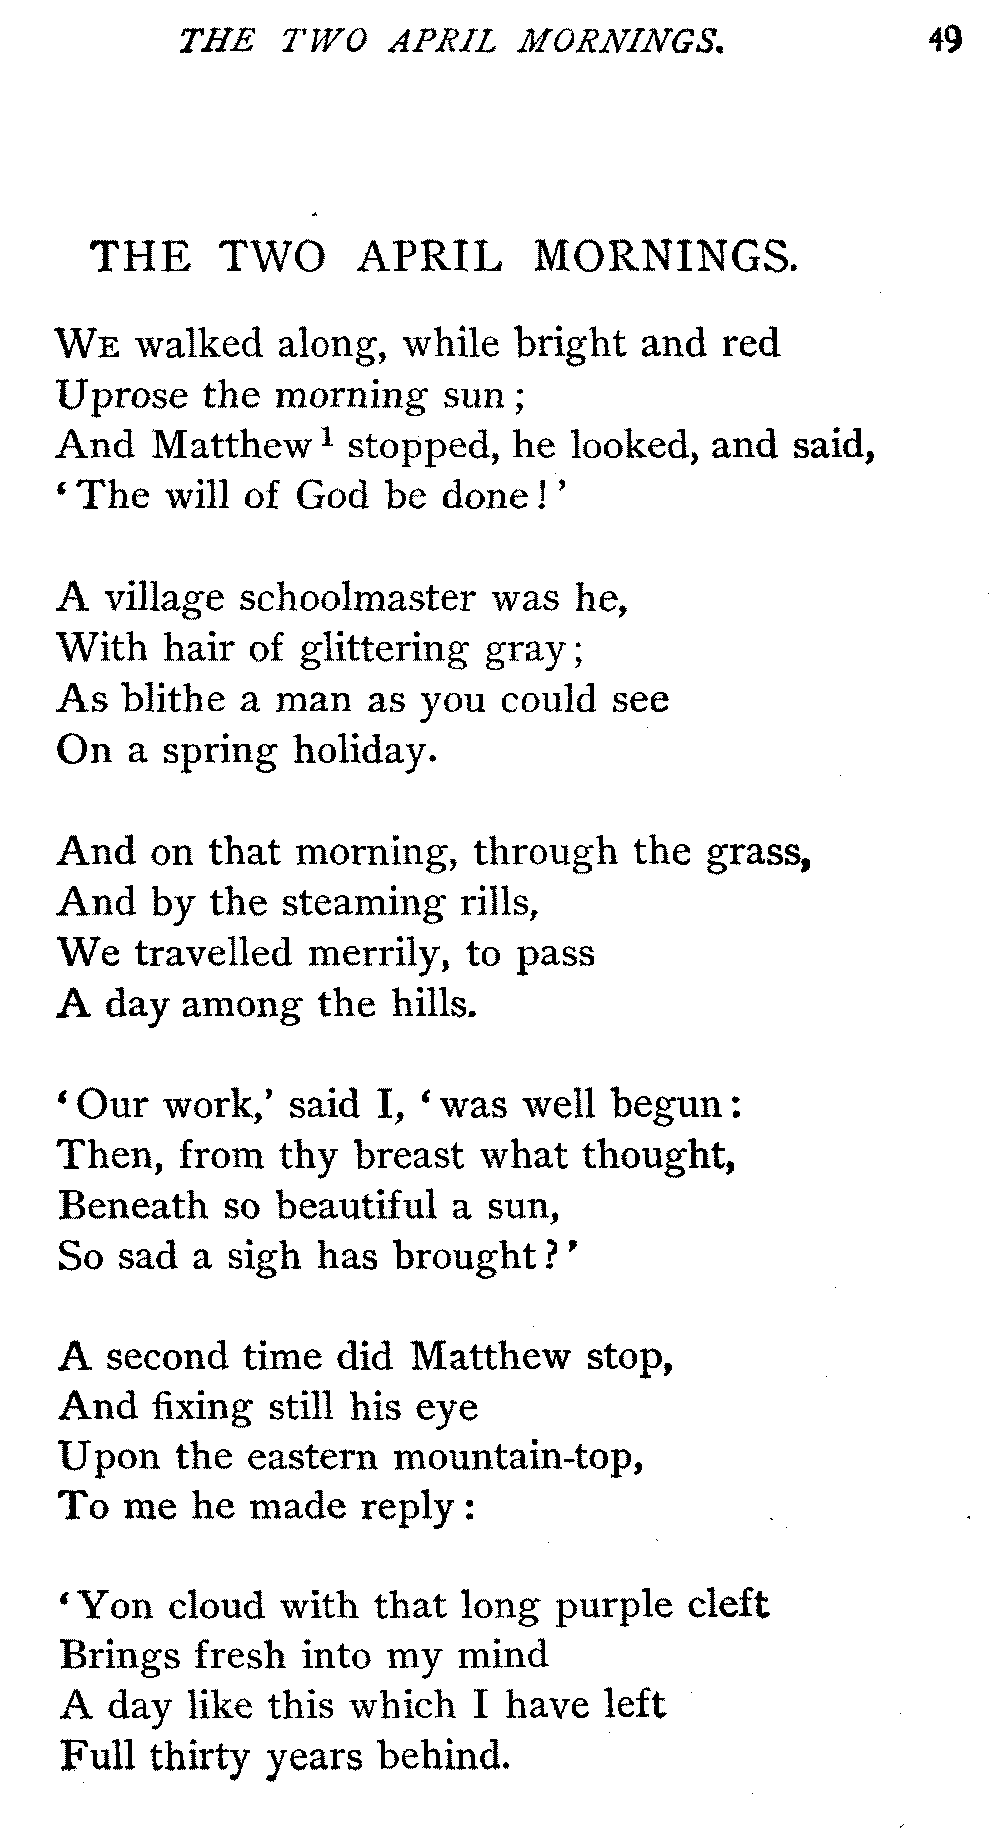 THE TWO APRIL MORNINGS. 49
THE TWO APRIL MORNINGS.
WE walked along, while bright and red
Uprose the morning sun;
And Matthew¹ stopped, he looked, and said,
'The will of God be done!'
A village schoolmaster was he,
With hair of glittering gray;
As blithe a man as you could see
On a spring holiday.
And on that morning, through the grass,
And by the steaming rills,
We travelled merrily, to pass
A day among the hills.
'Our work,' said I, 'was well begun:
Then, from thy breast what thought,
Beneath so beautiful a sun,
So sad a sigh has brought?'
A second time did Matthew stop,
And fixing still his eye
Upon the eastern mountain-top,
To me he made reply:
'Yon cloud with that long purple cleft
Brings fresh into my mind
A day like this which I have left
Full thirty years behind.